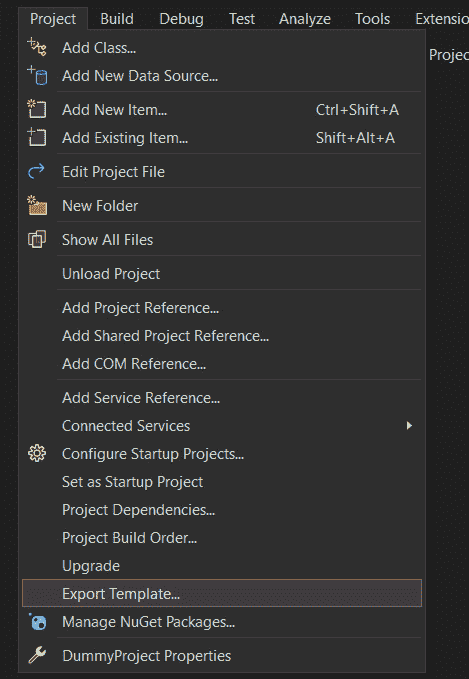 Project Build Debug Test Analyze Tools Extensio
Projec
Add Class...
Add New Data Source...
Add New Item... Ctrl+Shift+A
Add Existing Item... Shift+Alt+A
Edit Project File
New Folder
Show All Files
Unload Project
Add Project Reference...
Add Shared Project Reference...
Add COM Reference...
Add Service Reference...
Connected Services
Configure Startup Projects...
Set as Startup Project
Project Dependencies...
Project Build Order...
Upgrade
Export Template...
Manage NuGet Packages...
DummyProject Properties